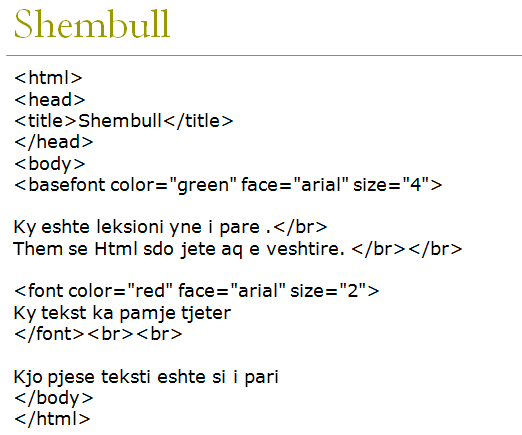 Shembull
<html>
<head>
<title>Shembull</title>
</head>
<body>
<basefont color="green" face="arial" size="4">
Ky eshte leksioni yne i pare .</br>
Them se Html sdo jete aq e veshtire. </br></br>
<font color="red" face="arial" size="2">
Ky tekst ka pamje tjeter
</font><br><br>
Kjo pjese teksti eshte si i pari
</body>
</html>